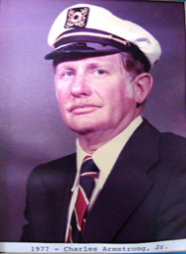 1977 - Charles Armstrong, Jr.